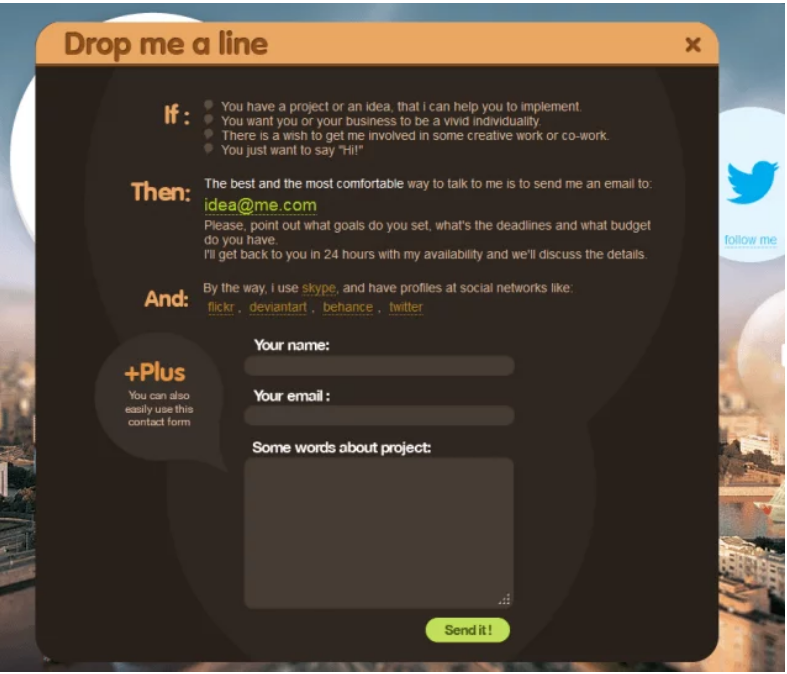 Drop me a line
If :
You have a project or an idea, that i can help you to implement.
You want you or your business to be a vivid individuality.
There is a wish to get me involved in some creative work or co-work.
You just want to say "Hi!"
Then:
The best and the most comfortable way to talk to me is to send me an email to:
idea@me.com
Please, point out what goals do you set, what's the deadlines and what budget
do you have.
I'll get back to you in 24 hours with my availability and we'll discuss the details.
And:
By the way, i use skype, and have profiles at social networks like:
flickr , deviantart , behance , twitter
+Plus
You can also
easily use this
contact form
Your name:
Your email :
Some words about project:
Send it !
follow me